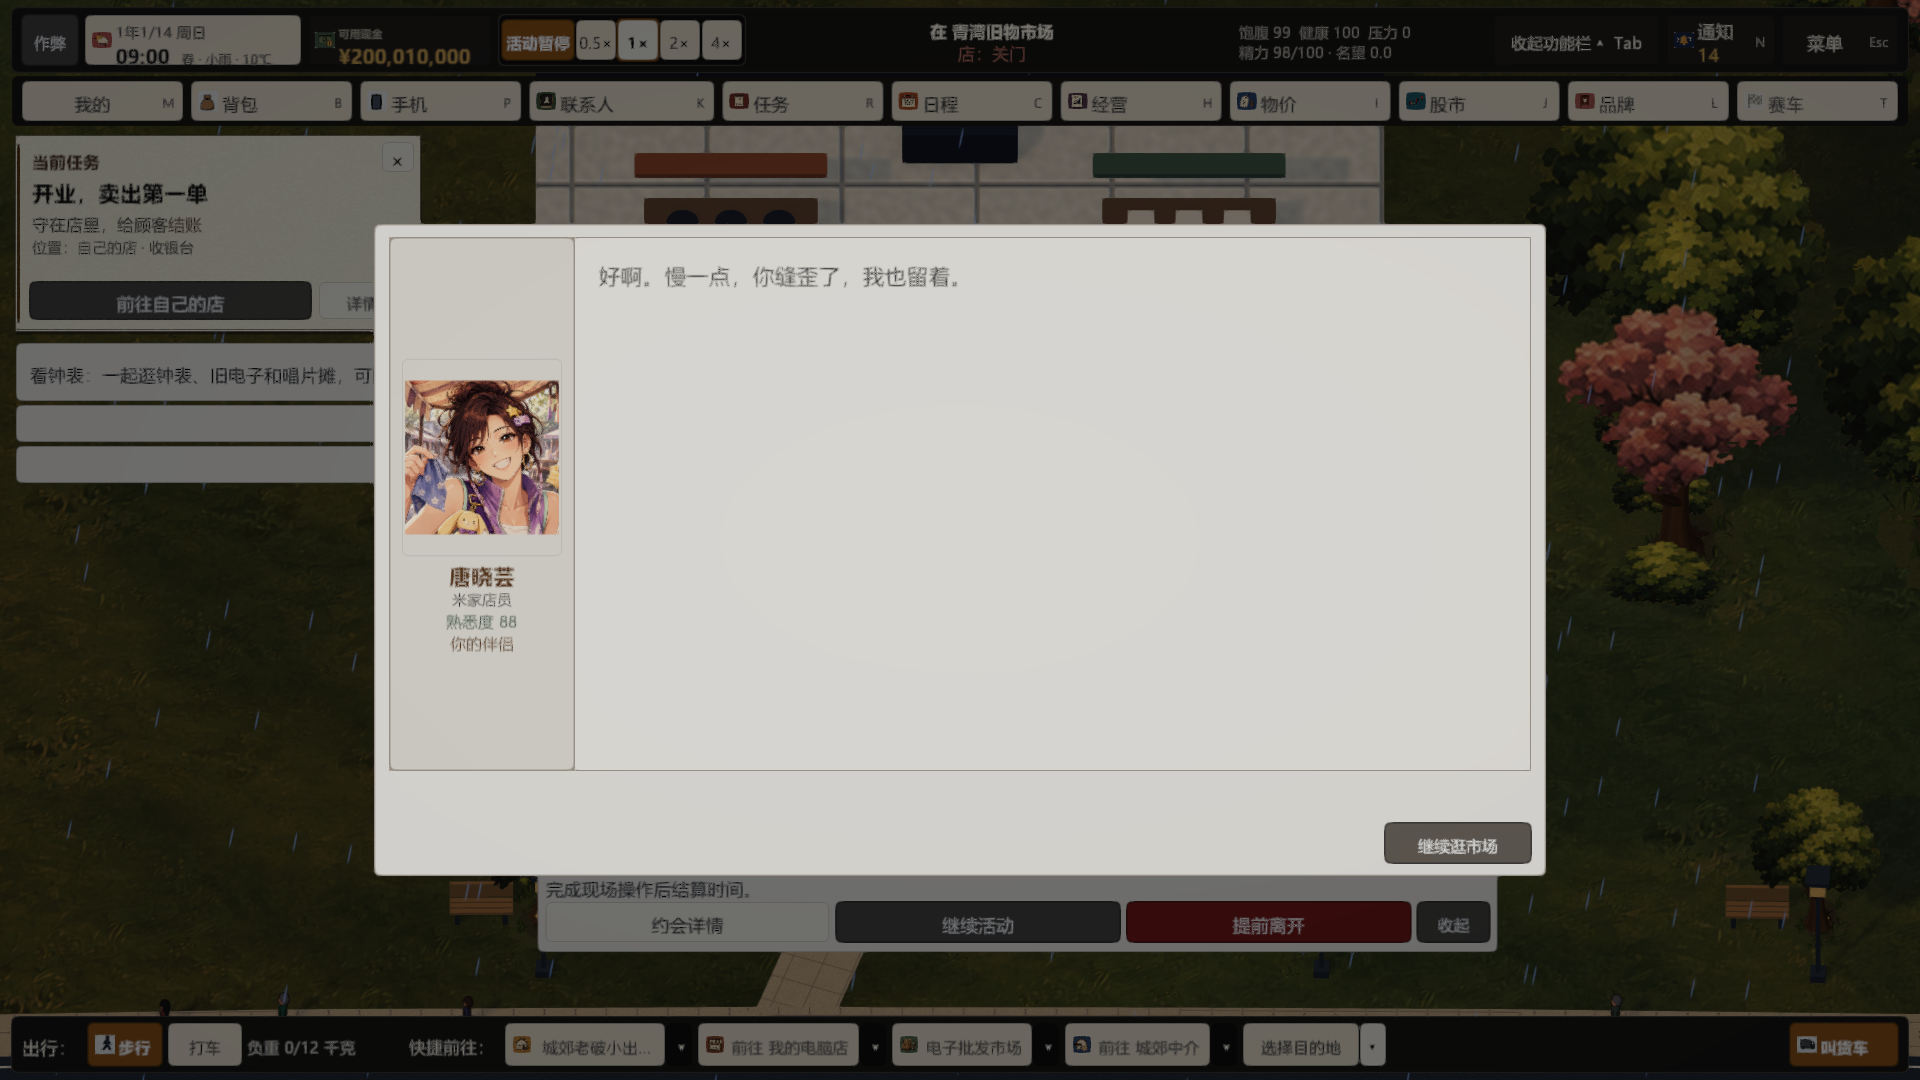 作弊
1年1/14 周日
09:00 春·小雨·10℃
可用现金
¥200,010,000
活动暂停 0.5× 1× 2× 4×
在 青湾旧物市场
店：关门
饱腹 99 健康 100 压力 0
精力 98/100 · 名望 0.0
收起功能栏 ▴ Tab
通知 14 N
菜单 Esc
我的 M
背包 B
手机 P
联系人 K
任务 R
日程 C
经营 H
物价 I
股市 J
品牌 L
赛车 T
当前任务
×
开业，卖出第一单
守在店里，给顾客结账
位置：自己的店 · 收银台
前往自己的店
详情
看钟表：一起逛钟表、旧电子和唱片摊，可
好啊。慢一点，你缝歪了，我也留着。
唐晓芸
米家店员
熟悉度 88
你的伴侣
继续逛市场
完成现场操作后结算时间。
约会详情
继续活动
提前离开
收起
出行：
步行
打车
负重 0/12 千克
快捷前往：
城郊老破小出...
前往 我的电脑店
电子批发市场
前往 城郊中介
选择目的地
叫货车